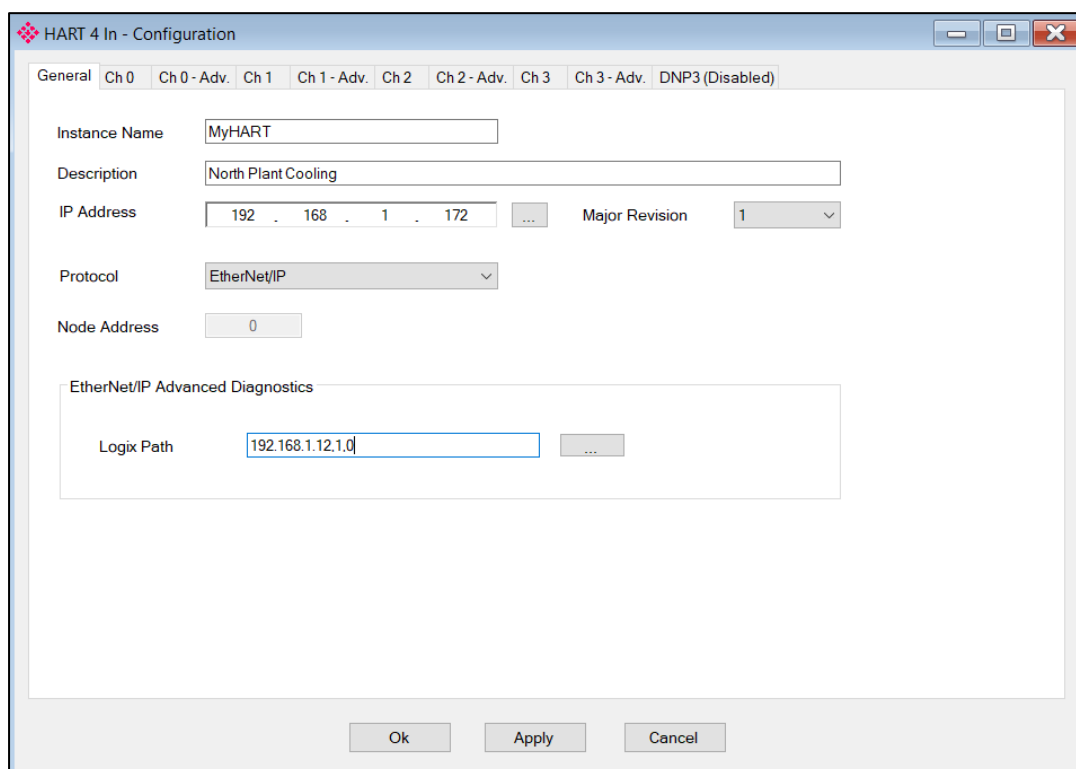 HART 4 In - Configuration
General Ch 0 Ch 0 - Adv. Ch 1 Ch 1 - Adv. Ch 2 Ch 2 - Adv. Ch 3 Ch 3 - Adv. DNP3 (Disabled)
Instance Name MyHART
Description North Plant Cooling
IP Address 192 . 168 . 1 . 172 ... Major Revision 1
Protocol EtherNet/IP
Node Address 0
EtherNet/IP Advanced Diagnostics
Logix Path 192.168.1.12,1,0 ...
Ok Apply Cancel